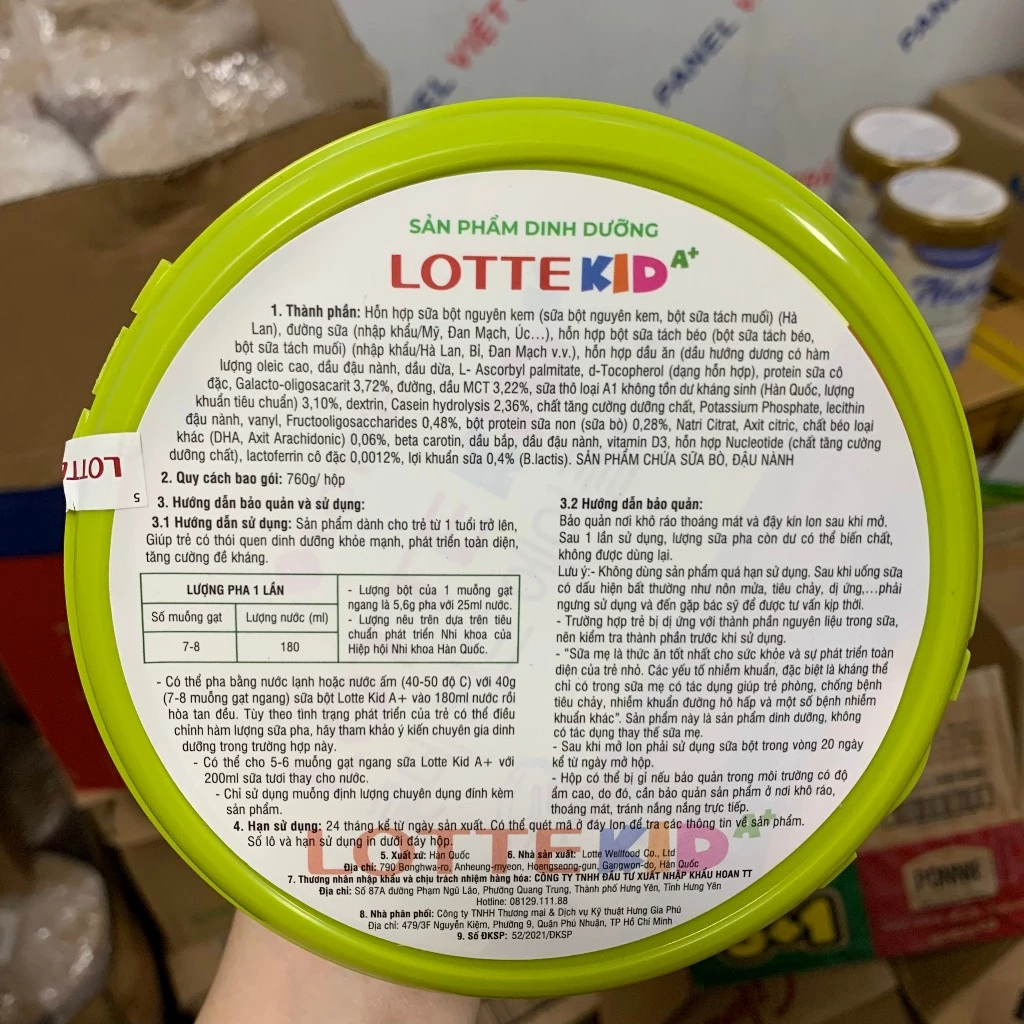 PANEL VIỆT
PANEL
PANEL
SẢN PHẨM DINH DƯỠNG
LOTTE KID A+
1. Thành phần: Hỗn hợp sữa bột nguyên kem (sữa bột nguyên kem, bột sữa tách muối) (Hà
Lan), đường sữa (nhập khẩu/Mỹ, Đan Mạch, Úc...), hỗn hợp bột sữa tách béo (bột sữa tách béo,
bột sữa tách muối) (nhập khẩu/Hà Lan, Bỉ, Đan Mạch v.v.), hỗn hợp dầu ăn (dầu hướng dương có hàm
lượng oleic cao, dầu đậu nành, dầu dừa, L- Ascorbyl palmitate, d-Tocopherol (dạng hỗn hợp), protein sữa cô
đặc, Galacto-oligosacarit 3,72%, đường, dầu MCT 3,22%, sữa thô loại A1 không tồn dư kháng sinh (Hàn Quốc, lượng
khuẩn tiêu chuẩn) 3,10%, dextrin, Casein hydrolysis 2,36%, chất tăng cường dưỡng chất, Potassium Phosphate, lecithin
đậu nành, vanyl, Fructooligosaccharides 0,48%, bột protein sữa non (sữa bò) 0,28%, Natri Citrat, Axit citric, chất béo loại
khác (DHA, Axit Arachidonic) 0,06%, beta carotin, dầu bắp, dầu đậu nành, vitamin D3, hỗn hợp Nucleotide (chất tăng cường
dưỡng chất), lactoferrin cô đặc 0,0012%, lợi khuẩn sữa 0,4% (B.lactis). SẢN PHẨM CHỨA SỮA BÒ, ĐẬU NÀNH
2. Quy cách bao gói: 760g/ hộp
3. Hướng dẫn bảo quản và sử dụng:
3.1 Hướng dẫn sử dụng: Sản phẩm dành cho trẻ từ 1 tuổi trở lên,
Giúp trẻ có thói quen dinh dưỡng khỏe mạnh, phát triển toàn diện,
tăng cường đề kháng.
LƯỢNG PHA 1 LẦN
Số muỗng gạt
Lượng nước (ml)
7-8
180
- Lượng bột của 1 muỗng gạt
ngang là 5,6g pha với 25ml nước.
- Lượng nêu trên dựa trên tiêu
chuẩn phát triển Nhi khoa của
Hiệp hội Nhi khoa Hàn Quốc.
- Có thể pha bằng nước lạnh hoặc nước ấm (40-50 độ C) với 40g
(7-8 muỗng gạt ngang) sữa bột Lotte Kid A+ vào 180ml nước rồi
hòa tan đều. Tùy theo tình trạng phát triển của trẻ có thể điều
chỉnh hàm lượng sữa pha, hãy tham khảo ý kiến chuyên gia dinh
dưỡng trong trường hợp này.
- Có thể cho 5-6 muỗng gạt ngang sữa Lotte Kid A+ với
200ml sữa tươi thay cho nước.
- Chỉ sử dụng muỗng định lượng chuyên dụng đính kèm
sản phẩm.
3.2 Hướng dẫn bảo quản:
Bảo quản nơi khô ráo thoáng mát và đậy kín lon sau khi mở.
Sau 1 lần sử dụng, lượng sữa pha còn dư có thể biến chất,
không được dùng lại.
Lưu ý:- Không dùng sản phẩm quá hạn sử dụng. Sau khi uống sữa
có dấu hiện bất thường như nôn mửa, tiêu chảy, dị ứng,...phải
ngưng sử dụng và đến gặp bác sỹ để được tư vấn kịp thời.
- Trường hợp trẻ bị dị ứng với thành phần nguyên liệu trong sữa,
nên kiểm tra thành phần trước khi sử dụng.
- “Sữa mẹ là thức ăn tốt nhất cho sức khỏe và sự phát triển toàn
diện của trẻ nhỏ. Các yếu tố nhiễm khuẩn, đặc biệt là kháng thể
chỉ có trong sữa mẹ có tác dụng giúp trẻ phòng, chống bệnh
tiêu chảy, nhiễm khuẩn đường hô hấp và một số bệnh nhiễm
khuẩn khác”. Sản phẩm này là sản phẩm dinh dưỡng, không
có tác dụng thay thế sữa mẹ.
- Sau khi mở lon phải sử dụng sữa bột trong vòng 20 ngày
kể từ ngày mở hộp.
- Hộp có thể bị gỉ nếu bảo quản trong môi trường có độ
ẩm cao, do đó, cần bảo quản sản phẩm ở nơi khô ráo,
thoáng mát, tránh nắng nắng trực tiếp.
4. Hạn sử dụng: 24 tháng kể từ ngày sản xuất. Có thể quét mã ở đáy lon để tra các thông tin về sản phẩm.
Số lô và hạn sử dụng in dưới đáy hộp.
LOTTE KID A+
5. Xuất xứ: Hàn Quốc 6. Nhà sản xuất: Lotte Wellfood Co., Ltd
Địa chỉ: 790 Bonghwa-ro, Anheung-myeon, Hoengseong-gun, Gangwon-do, Hàn Quốc
7. Thương nhân nhập khẩu và chịu trách nhiệm hàng hóa: CÔNG TY TNHH ĐẦU TƯ XUẤT NHẬP KHẨU HOAN TT
Địa chỉ: Số 87A đường Phạm Ngũ Lão, Phường Quang Trung, Thành phố Hưng Yên, Tỉnh Hưng Yên
Hotline: 08129.111.88
8. Nhà phân phối: Công ty TNHH Thương mại & Dịch vụ Kỹ thuật Hưng Gia Phú
Địa chỉ: 479/3F Nguyễn Kiệm, Phường 9, Quận Phú Nhuận, TP Hồ Chí Minh
9. Số ĐKSP: 52/2021/ĐKSP
LOTT
5
3+1